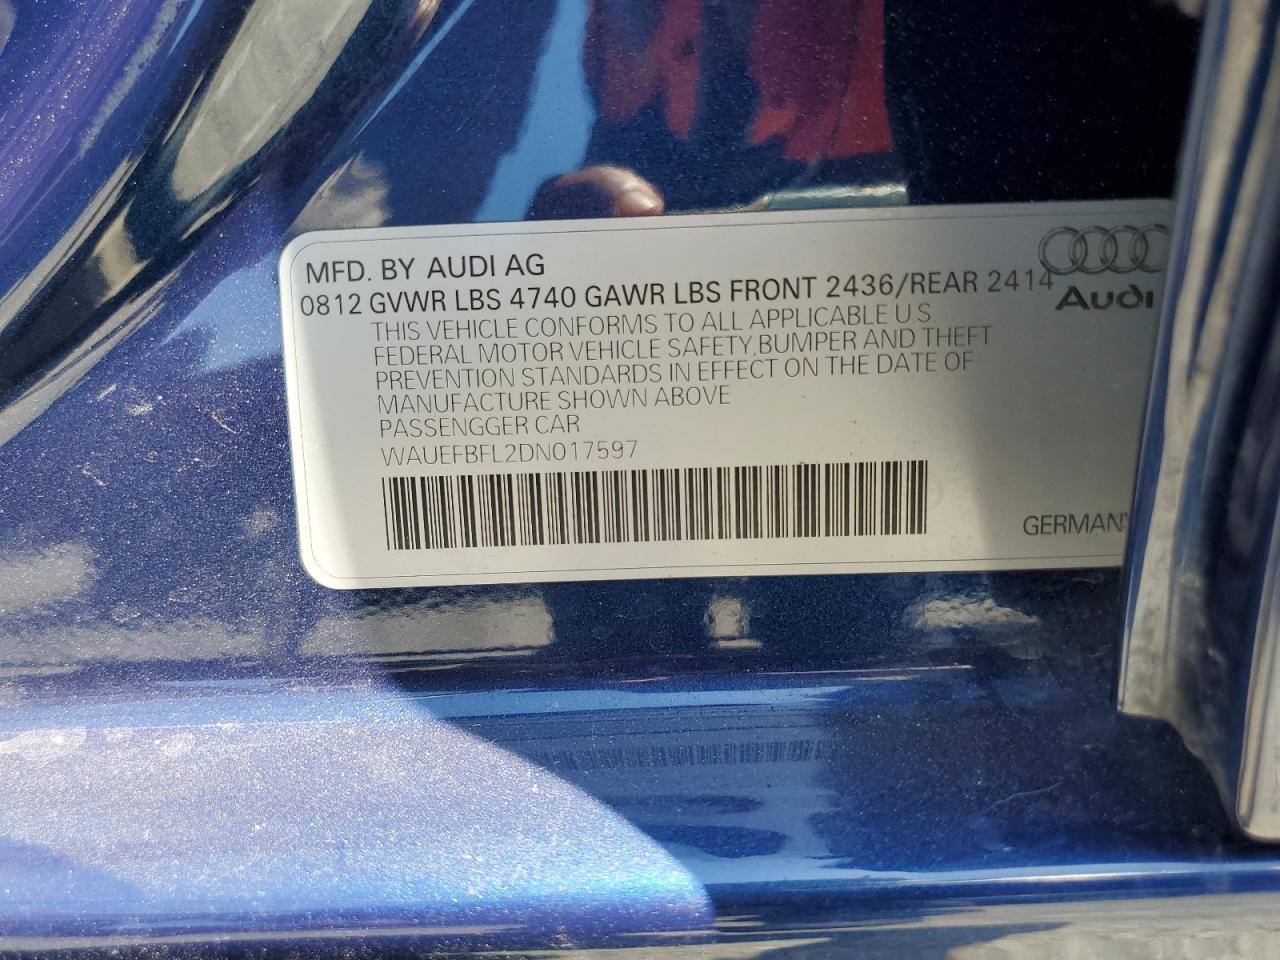 MFD. BY AUDI AG
0812 GVWR LBS 4740 GAWR LBS FRONT 2436/REAR 2414
Audi
THIS VEHICLE CONFORMS TO ALL APPLICABLE U.S.
FEDERAL MOTOR VEHICLE SAFETY,BUMPER AND THEFT
PREVENTION STANDARDS IN EFFECT ON THE DATE OF
MANUFACTURE SHOWN ABOVE
PASSENGGER CAR
WAUEFBFL2DN017597
GERMANY